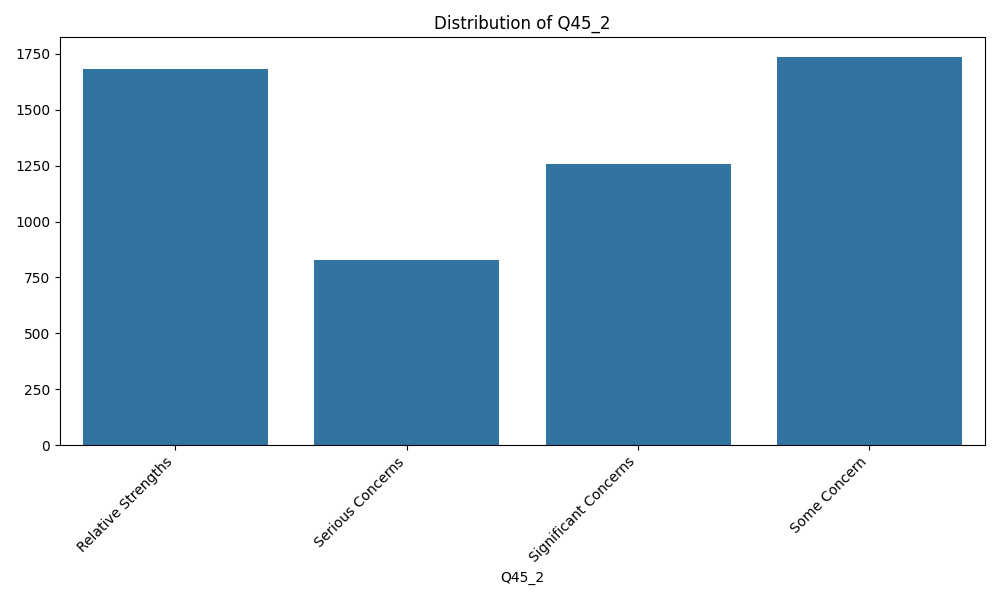 Distribution of Q45_2
1750
1500
1250
1000
750
500
250
0
Relative Strengths
Serious Concerns
Significant Concerns
Some Concern
Q45_2